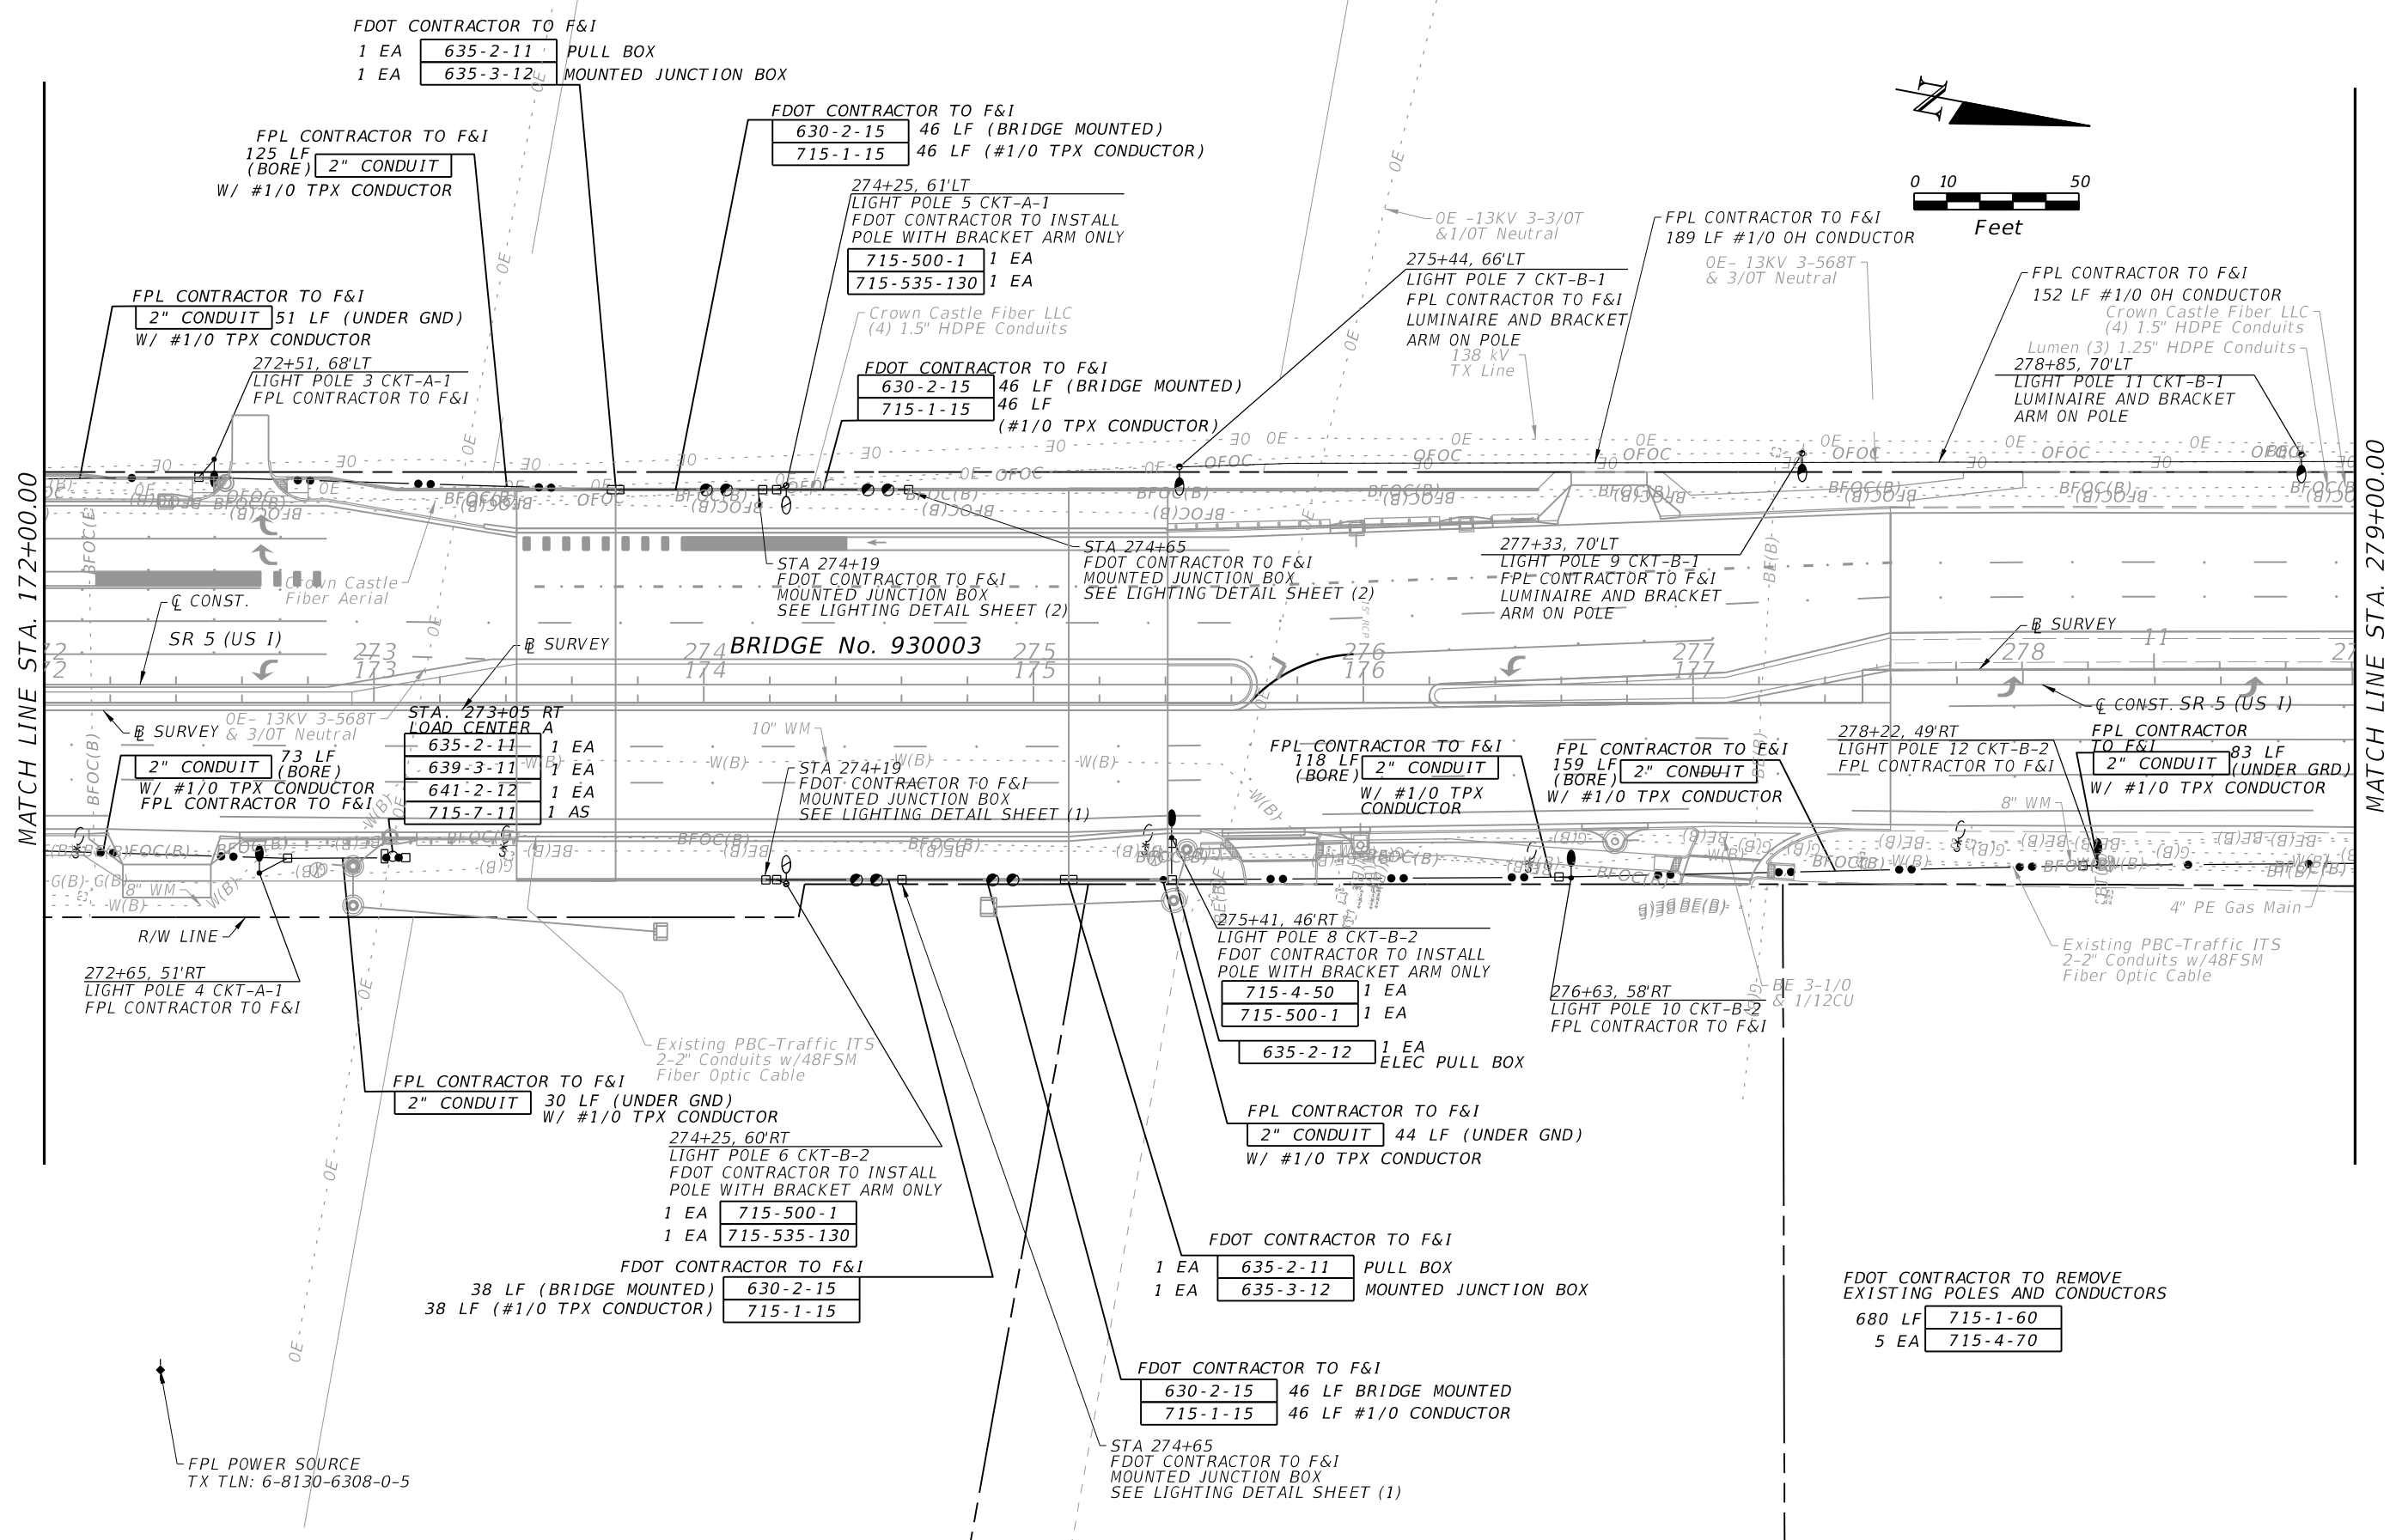 FDOT CONTRACTOR TO F&I
1 EA 635-2-11 PULL BOX
1 EA 635-3-12 MOUNTED JUNCTION BOX
FPL CONTRACTOR TO F&I
125 LF
(BORE) 2" CONDUIT
W/ #1/0 TPX CONDUCTOR
FDOT CONTRACTOR TO F&I
630-2-15 46 LF (BRIDGE MOUNTED)
715-1-15 46 LF (#1/0 TPX CONDUCTOR)
274+25, 61'LT
LIGHT POLE 5 CKT-A-1
FDOT CONTRACTOR TO INSTALL
POLE WITH BRACKET ARM ONLY
715-500-1 1 EA
715-535-130 1 EA
Crown Castle Fiber LLC
(4) 1.5" HDPE Conduits
FDOT CONTRACTOR TO F&I
630-2-15 46 LF (BRIDGE MOUNTED)
715-1-15 46 LF
(#1/0 TPX CONDUCTOR)
FPL CONTRACTOR TO F&I
2" CONDUIT 51 LF (UNDER GND)
W/ #1/0 TPX CONDUCTOR
272+51, 68'LT
LIGHT POLE 3 CKT-A-1
FPL CONTRACTOR TO F&I
OE -13KV 3-3/0T
&1/0T Neutral
275+44, 66'LT
LIGHT POLE 7 CKT-B-1
FPL CONTRACTOR TO F&I
LUMINAIRE AND BRACKET
ARM ON POLE
138 kV
TX Line
FPL CONTRACTOR TO F&I
189 LF #1/0 OH CONDUCTOR
OE- 13KV 3-568T
& 3/0T Neutral
N
0 10 50
Feet
FPL CONTRACTOR TO F&I
152 LF #1/0 OH CONDUCTOR
Crown Castle Fiber LLC
(4) 1.5" HDPE Conduits
Lumen (3) 1.25" HDPE Conduits
278+85, 70'LT
LIGHT POLE 11 CKT-B-1
LUMINAIRE AND BRACKET
ARM ON POLE
MATCH LINE STA. 172+00.00
MATCH LINE STA. 279+00.00
Crown Castle
Fiber Aerial
STA 274+19
FDOT CONTRACTOR TO F&I
MOUNTED JUNCTION BOX
SEE LIGHTING DETAIL SHEET (2)
STA 274+65
FDOT CONTRACTOR TO F&I
MOUNTED JUNCTION BOX
SEE LIGHTING DETAIL SHEET (2)
277+33, 70'LT
LIGHT POLE 9 CKT-B-1
FPL CONTRACTOR TO F&I
LUMINAIRE AND BRACKET
ARM ON POLE
℄ CONST.
SR 5 (US 1)
BL SURVEY
BRIDGE No. 930003
BL SURVEY
273 274 275 276 277 278
173 174 175 176 177
11
℄ CONST. SR 5 (US 1)
BL SURVEY
OE- 13KV 3-568T
& 3/0T Neutral
STA. 273+05 RT
LOAD CENTER A
635-2-11 1 EA
639-3-11 1 EA
641-2-12 1 EA
715-7-11 1 AS
2" CONDUIT 73 LF
(BORE)
W/ #1/0 TPX CONDUCTOR
FPL CONTRACTOR TO F&I
10" WM
STA 274+19
FDOT CONTRACTOR TO F&I
MOUNTED JUNCTION BOX
SEE LIGHTING DETAIL SHEET (1)
FPL CONTRACTOR TO F&I
118 LF
(BORE) 2" CONDUIT
W/ #1/0 TPX
CONDUCTOR
FPL CONTRACTOR TO F&I
159 LF
(BORE) 2" CONDUIT
W/ #1/0 TPX CONDUCTOR
278+22, 49'RT
LIGHT POLE 12 CKT-B-2
FPL CONTRACTOR TO F&I
FPL CONTRACTOR
TO F&I
2" CONDUIT 83 LF
(UNDER GRD)
W/ #1/0 TPX CONDUCTOR
8" WM
8" WM
4" PE Gas Main
R/W LINE
272+65, 51'RT
LIGHT POLE 4 CKT-A-1
FPL CONTRACTOR TO F&I
275+41, 46'RT
LIGHT POLE 8 CKT-B-2
FDOT CONTRACTOR TO INSTALL
POLE WITH BRACKET ARM ONLY
715-4-50 1 EA
715-500-1 1 EA
635-2-12 1 EA
ELEC PULL BOX
276+63, 58'RT
LIGHT POLE 10 CKT-B-2
FPL CONTRACTOR TO F&I
BE 3-1/0
& 1/12CU
Existing PBC-Traffic ITS
2-2" Conduits w/48FSM
Fiber Optic Cable
Existing PBC-Traffic ITS
2-2" Conduits w/48FSM
Fiber Optic Cable
FPL CONTRACTOR TO F&I
2" CONDUIT 30 LF (UNDER GND)
W/ #1/0 TPX CONDUCTOR
274+25, 60'RT
LIGHT POLE 6 CKT-B-2
FDOT CONTRACTOR TO INSTALL
POLE WITH BRACKET ARM ONLY
1 EA 715-500-1
1 EA 715-535-130
FPL CONTRACTOR TO F&I
2" CONDUIT 44 LF (UNDER GND)
W/ #1/0 TPX CONDUCTOR
FDOT CONTRACTOR TO F&I
38 LF (BRIDGE MOUNTED) 630-2-15
38 LF (#1/0 TPX CONDUCTOR) 715-1-15
FDOT CONTRACTOR TO F&I
1 EA 635-2-11 PULL BOX
1 EA 635-3-12 MOUNTED JUNCTION BOX
FDOT CONTRACTOR TO REMOVE
EXISTING POLES AND CONDUCTORS
680 LF 715-1-60
5 EA 715-4-70
FDOT CONTRACTOR TO F&I
630-2-15 46 LF BRIDGE MOUNTED
715-1-15 46 LF #1/0 CONDUCTOR
STA 274+65
FDOT CONTRACTOR TO F&I
MOUNTED JUNCTION BOX
SEE LIGHTING DETAIL SHEET (1)
FPL POWER SOURCE
TX TLN: 6-8130-6308-0-5